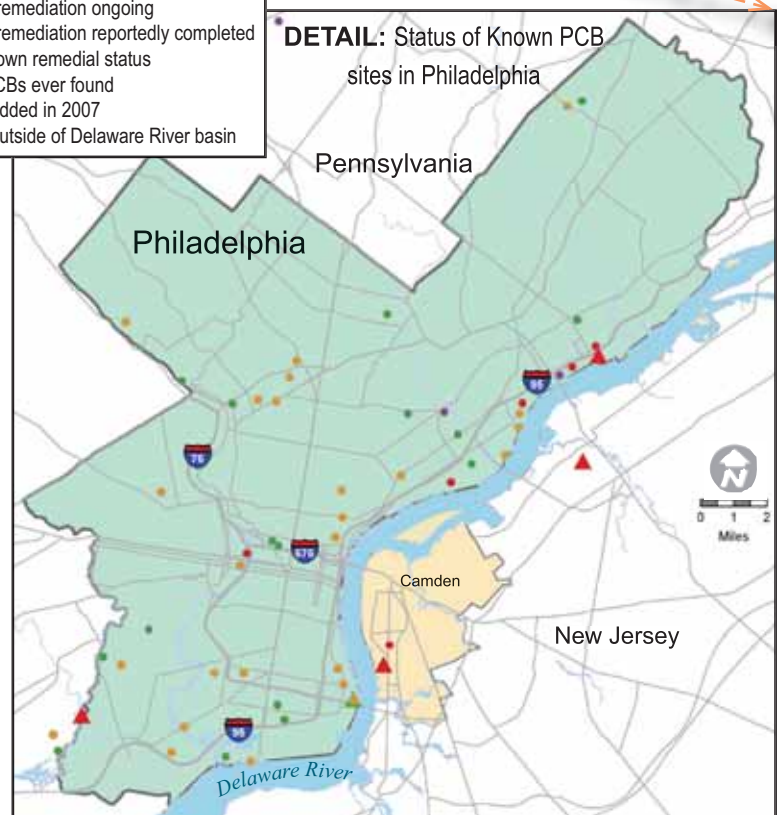 remediation ongoing
remediation reportedly completed
own remedial status
CBs ever found
dded in 2007
utside of Delaware River basin
DETAIL: Status of Known PCB
sites in Philadelphia
Pennsylvania
Philadelphia
95
76
N
0 1 2
Miles
676
Camden
New Jersey
95
Delaware River